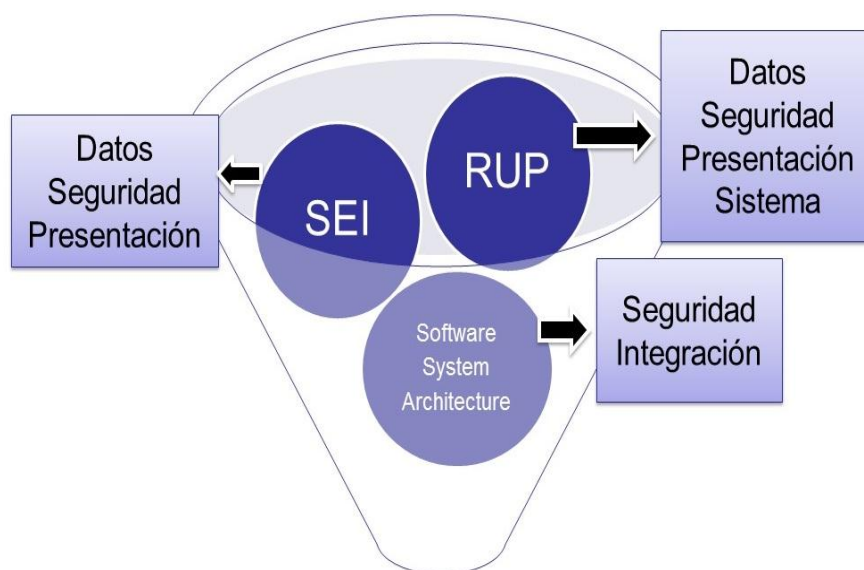 Datos
Seguridad
Presentación
SEI
RUP
Datos
Seguridad
Presentación
Sistema
Software
System
Architecture
Seguridad
Integración